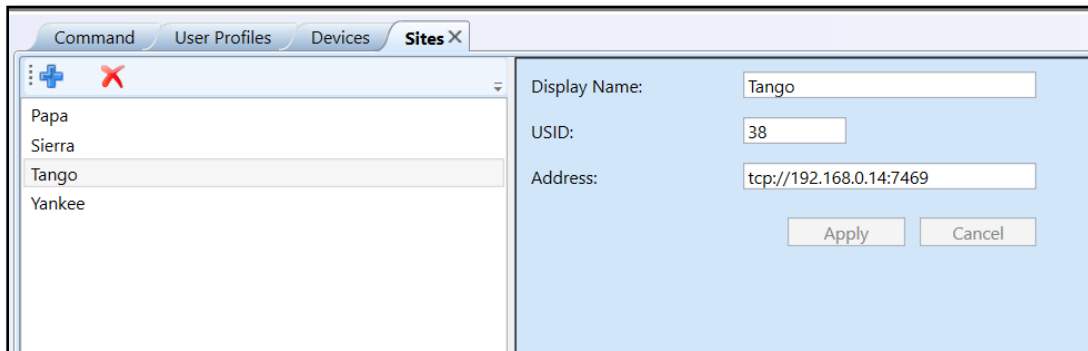 Command User Profiles Devices Sites
Papa
Sierra
Tango
Yankee
Display Name: Tango
USID: 38
Address: tcp://192.168.0.14:7469
Apply Cancel